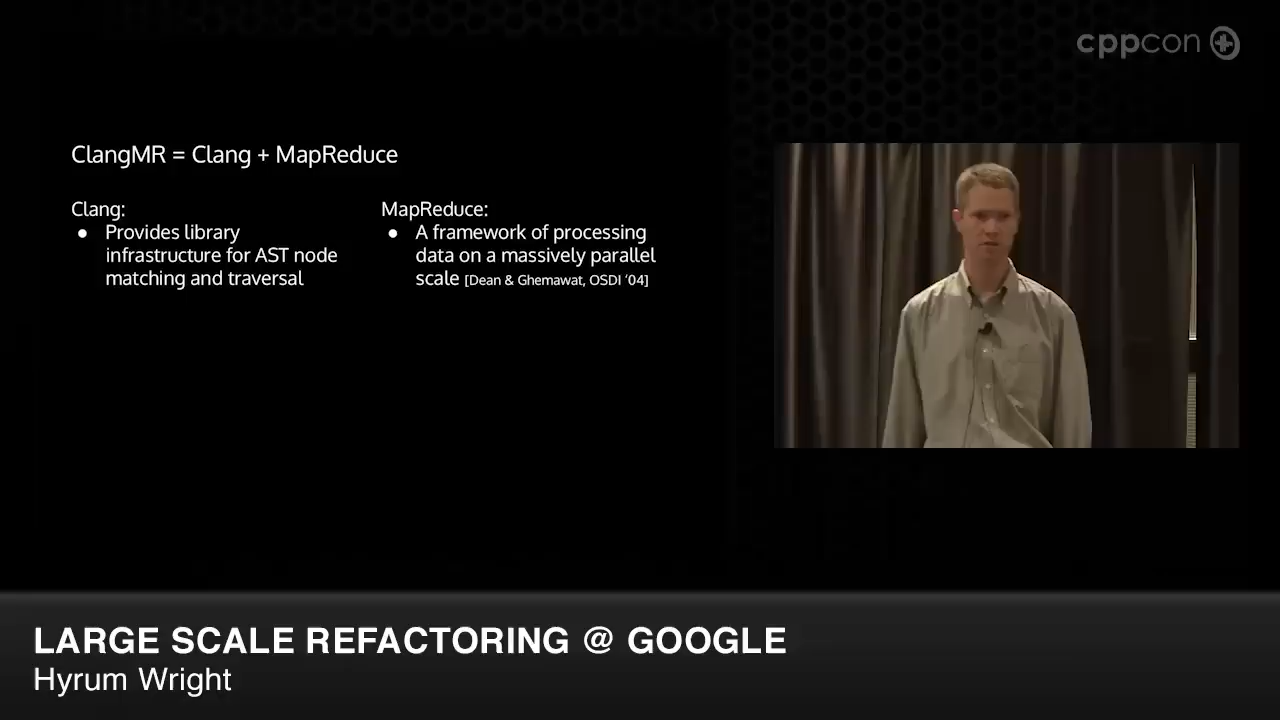 cppcon
ClangMR = Clang + MapReduce
Clang:
● Provides library
infrastructure for AST node
matching and traversal
MapReduce:
● A framework of processing
data on a massively parallel
scale [Dean & Ghemawat, OSDI ‘04]
LARGE SCALE REFACTORING @ GOOGLE
Hyrum Wright